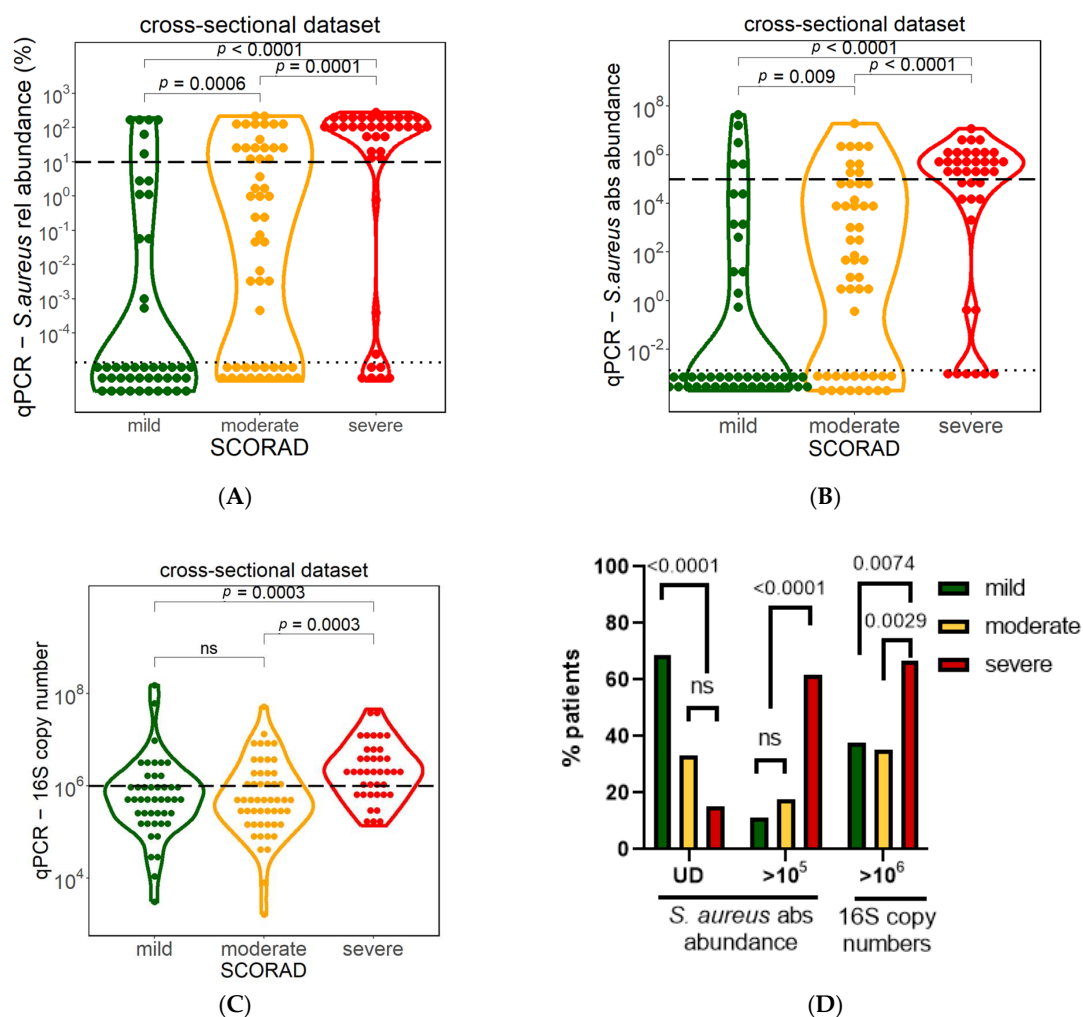 cross-sectional dataset
p < 0.0001
p = 0.0001
p = 0.0006
qPCR − S.aureus rel abundance (%)
10³
10²
10¹
10⁰
10⁻¹
10⁻²
10⁻³
10⁻⁴
mild moderate severe
SCORAD
(A)
cross-sectional dataset
p < 0.0001
p = 0.009 p < 0.0001
qPCR − S.aureus abs abundance
10⁸
10⁶
10⁴
10⁰
10⁻²
mild moderate severe
SCORAD
(B)
cross-sectional dataset
p = 0.0003
p = 0.0003
ns
qPCR − 16S copy number
10⁸
10⁶
10⁴
mild moderate severe
SCORAD
(C)
% patients
100
80
60
40
20
0
<0.0001
ns
<0.0001
ns
0.0074
0.0029
mild
moderate
severe
UD >10⁵ >10⁶
S. aureus abs
abundance
16S copy
numbers
(D)